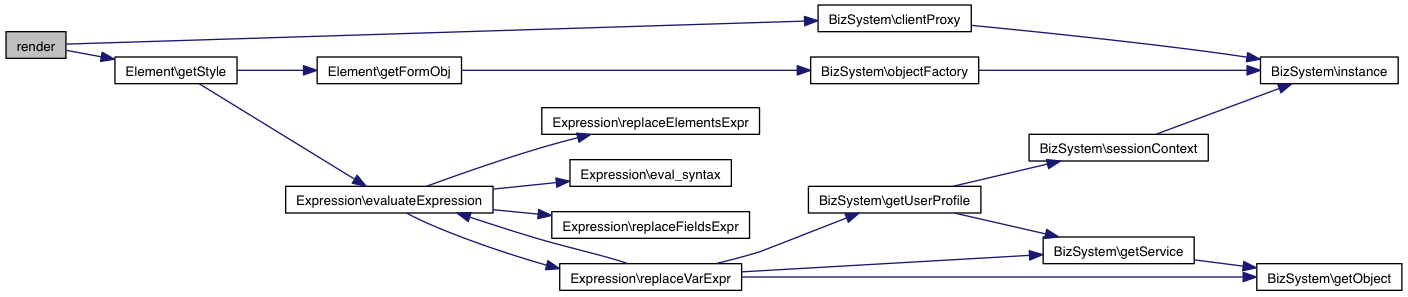 render
Element\getStyle
Element\getFormObj
BizSystem\clientProxy
BizSystem\objectFactory
BizSystem\instance
Expression\replaceElementsExpr
Expression\eval_syntax
Expression\evaluateExpression
Expression\replaceFieldsExpr
Expression\replaceVarExpr
BizSystem\sessionContext
BizSystem\getUserProfile
BizSystem\getService
BizSystem\getObject